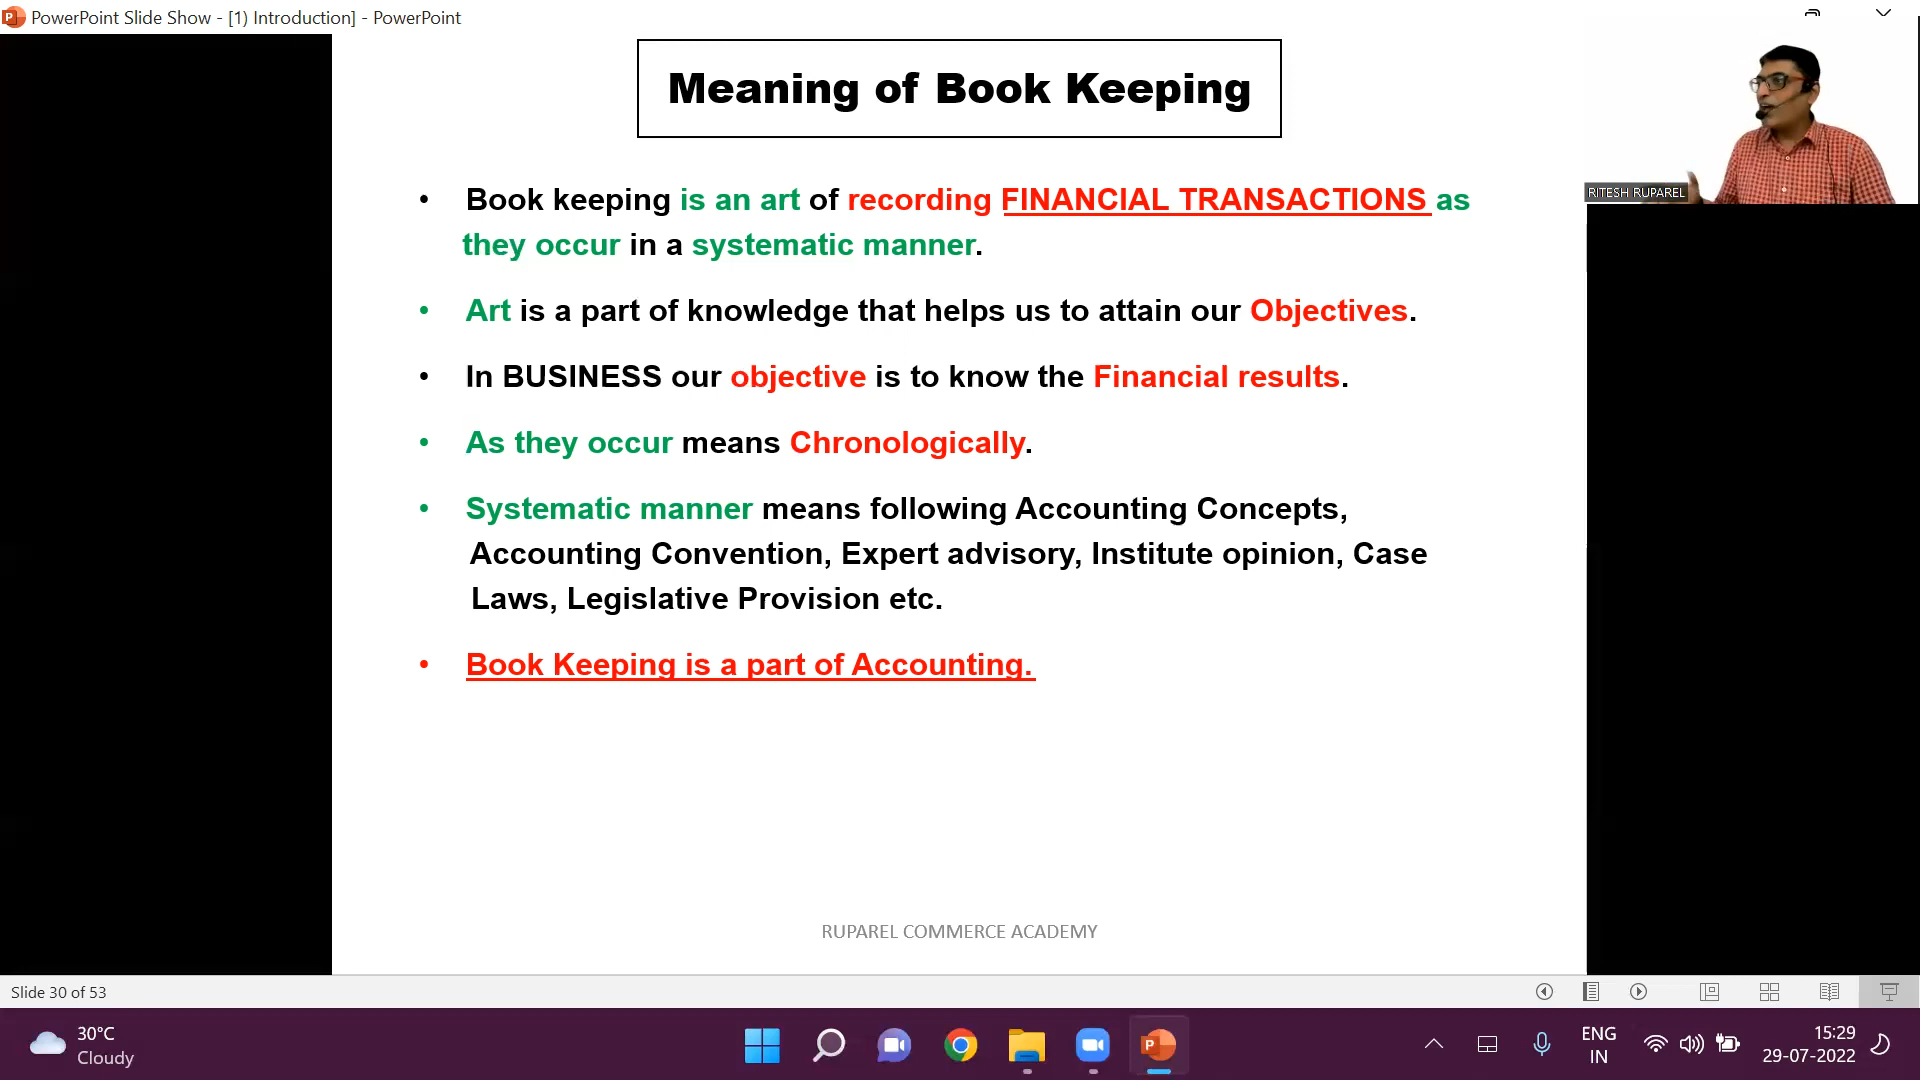 PowerPoint Slide Show - [1) Introduction] - PowerPoint
Meaning of Book Keeping
RITESH RUPAREL
• Book keeping is an art of recording FINANCIAL TRANSACTIONS as
they occur in a systematic manner.
• Art is a part of knowledge that helps us to attain our Objectives.
• In BUSINESS our objective is to know the Financial results.
• As they occur means Chronologically.
• Systematic manner means following Accounting Concepts,
Accounting Convention, Expert advisory, Institute opinion, Case
Laws, Legislative Provision etc.
• Book Keeping is a part of Accounting.
RUPAREL COMMERCE ACADEMY
Slide 30 of 53
30°C
Cloudy
ENG
IN
15:29
29-07-2022